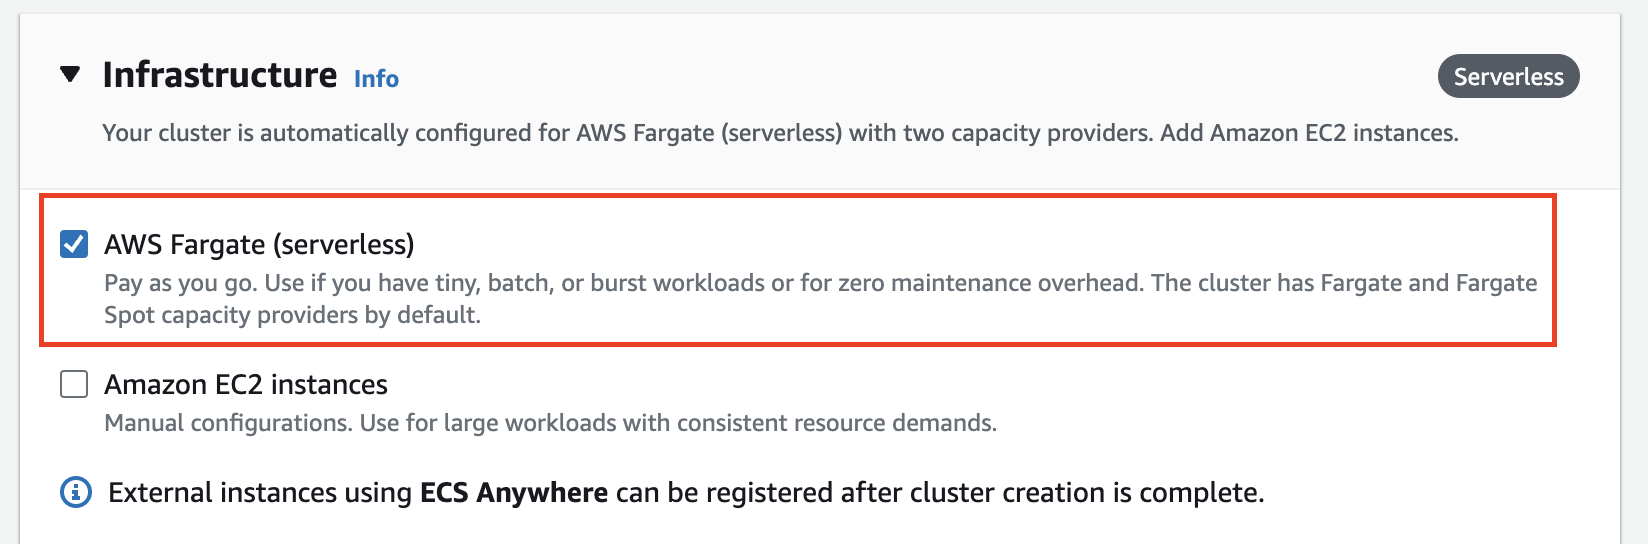 Infrastructure Info
Serverless
Your cluster is automatically configured for AWS Fargate (serverless) with two capacity providers. Add Amazon EC2 instances.
AWS Fargate (serverless)
Pay as you go. Use if you have tiny, batch, or burst workloads or for zero maintenance overhead. The cluster has Fargate and Fargate
Spot capacity providers by default.
Amazon EC2 instances
Manual configurations. Use for large workloads with consistent resource demands.
External instances using ECS Anywhere can be registered after cluster creation is complete.